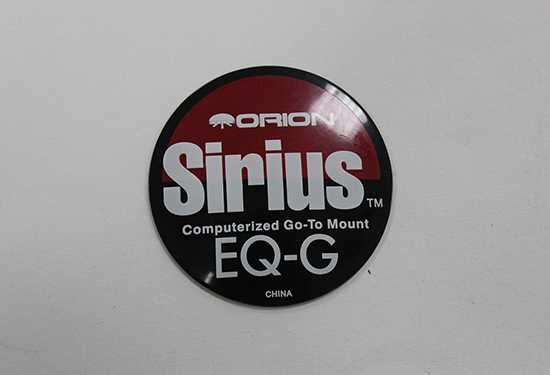 ORION
Sirius™
Computerized Go-To Mount
EQ-G
CHINA